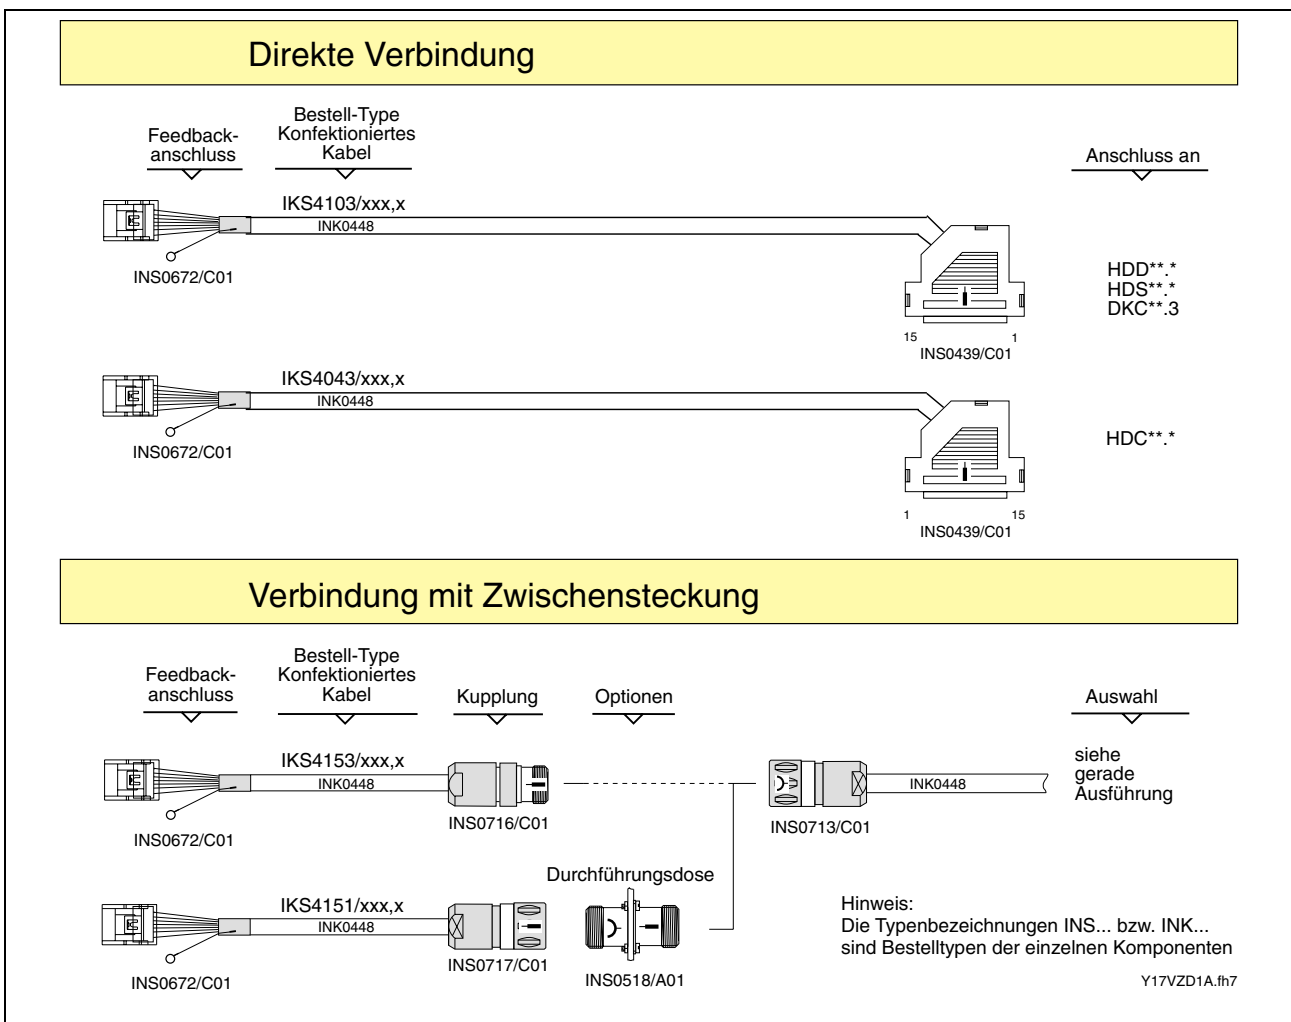 Direkte Verbindung
Feedback-
anschluss
Bestell-Type
Konfektioniertes
Kabel
Anschluss an
IKS4103/xxx,x
INK0448
INS0672/C01
15
1
INS0439/C01
HDD**.*
HDS**.*
DKC**.3
IKS4043/xxx,x
INK0448
INS0672/C01
1
15
INS0439/C01
HDC**.*
Verbindung mit Zwischensteckung
Feedback-
anschluss
Bestell-Type
Konfektioniertes
Kabel
Kupplung
Optionen
Auswahl
IKS4153/xxx,x
INK0448
INS0672/C01
INS0716/C01
INK0448
INS0713/C01
siehe
gerade
Ausführung
IKS4151/xxx,x
INK0448
INS0672/C01
INS0717/C01
Durchführungsdose
INS0518/A01
Hinweis:
Die Typenbezeichnungen INS... bzw. INK...
sind Bestelltypen der einzelnen Komponenten
Y17VZD1A.fh7